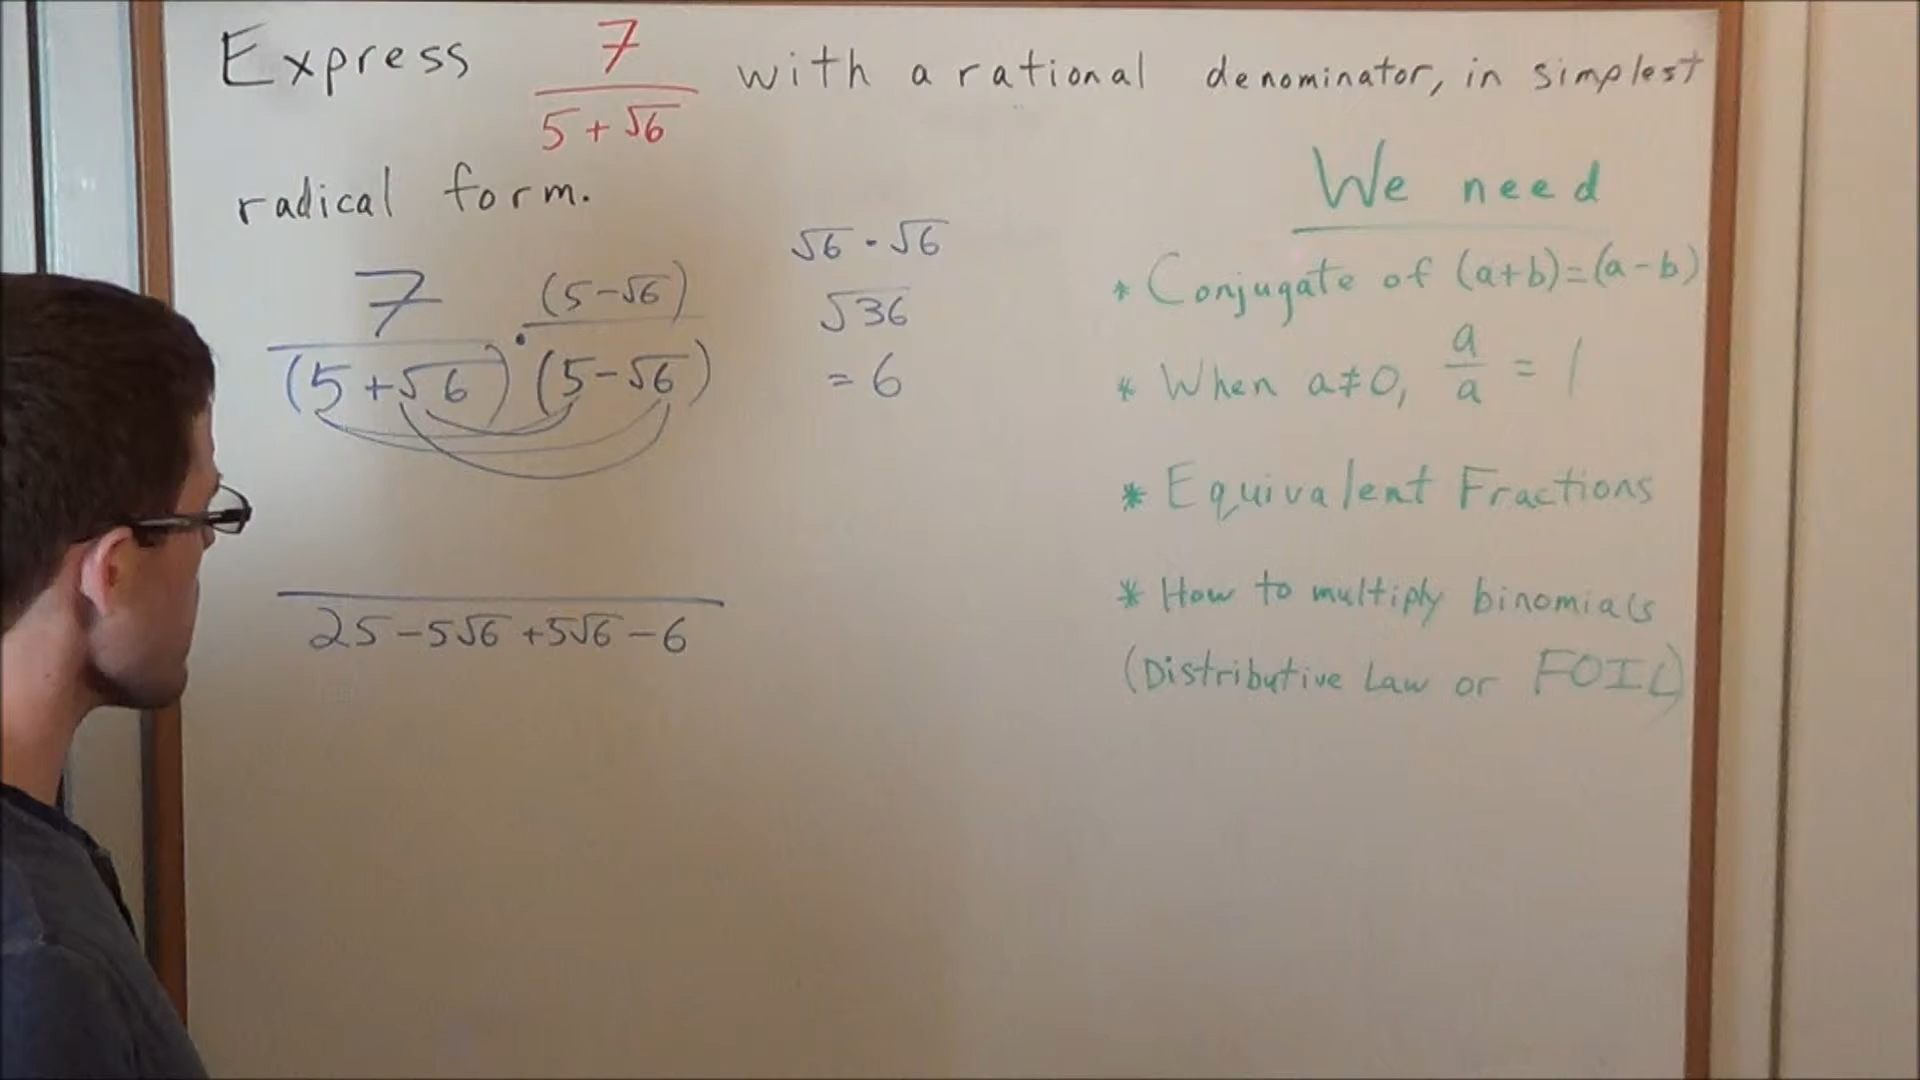 Express 7 / 5 + √6 with a rational denominator, in simplest
radical form.
7 / (5 + √6) · (5 - √6) / (5 - √6)
25 - 5√6 + 5√6 - 6
√6 · √6
√36
= 6
We need
* Conjugate of (a+b)=(a-b)
* When a≠0, a/a = 1
* Equivalent Fractions
* How to multiply binomials
(Distributive Law or FOIL)